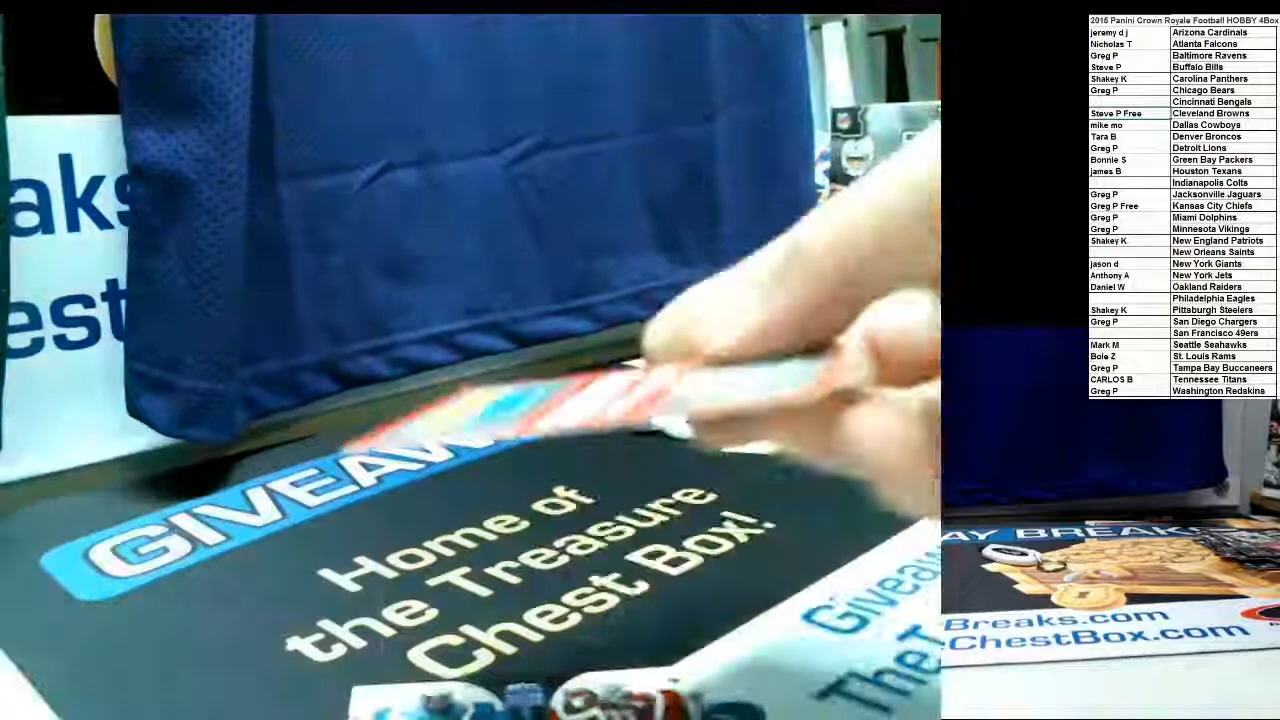 aks
est
GIVEAW
Home of
the Treasure
Chest Box!
Giveaw
The T
2015 Panini Crown Royale Football HOBBY 4Box
jeremy d j Arizona Cardinals
Nicholas T Atlanta Falcons
Greg P Baltimore Ravens
Steve P Buffalo Bills
Shakey K Carolina Panthers
Greg P Chicago Bears
Cincinnati Bengals
Steve P Free Cleveland Browns
mike mo Dallas Cowboys
Tara B Denver Broncos
Greg P Detroit Lions
Bonnie S Green Bay Packers
james B Houston Texans
Indianapolis Colts
Greg P Jacksonville Jaguars
Greg P Free Kansas City Chiefs
Greg P Miami Dolphins
Greg P Minnesota Vikings
Shakey K New England Patriots
New Orleans Saints
jason d New York Giants
Anthony A New York Jets
Daniel W Oakland Raiders
Philadelphia Eagles
Shakey K Pittsburgh Steelers
Greg P San Diego Chargers
San Francisco 49ers
Mark M Seattle Seahawks
Bole Z St. Louis Rams
Greg P Tampa Bay Buccaneers
CARLOS B Tennessee Titans
Greg P Washington Redskins
AY BREAKS
Breaks.com
eChestBox.com